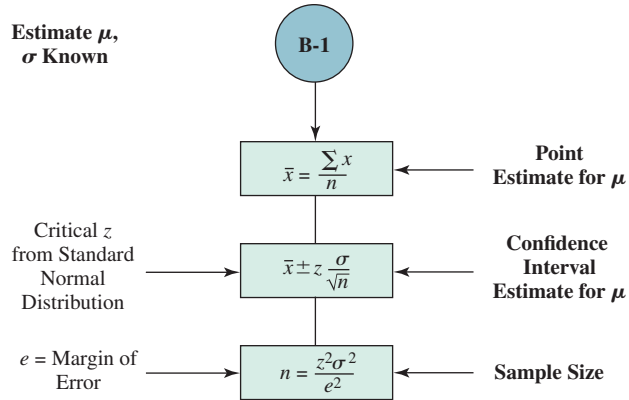 Estimate μ,
σ Known
B-1
x̄ = ∑x/n
Point
Estimate for μ
Critical z
from Standard
Normal
Distribution
x̄ ± z σ/√n
Confidence
Interval
Estimate for μ
e = Margin of
Error
n = z²σ²/e²
Sample Size